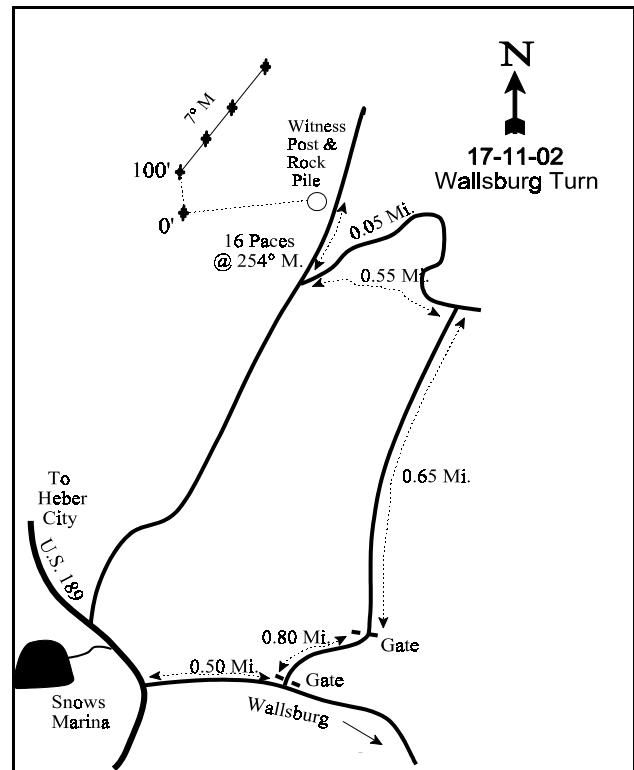 N
17-11-02
Wallsburg Turn
7° M
100'
0'
Witness
Post &
Rock
Pile
16 Paces
@ 254° M.
0.05 Mi.
0.55 Mi.
0.65 Mi.
To
Heber
City
U.S. 189
0.80 Mi.
Gate
0.50 Mi.
Gate
Snows
Marina
Wallsburg